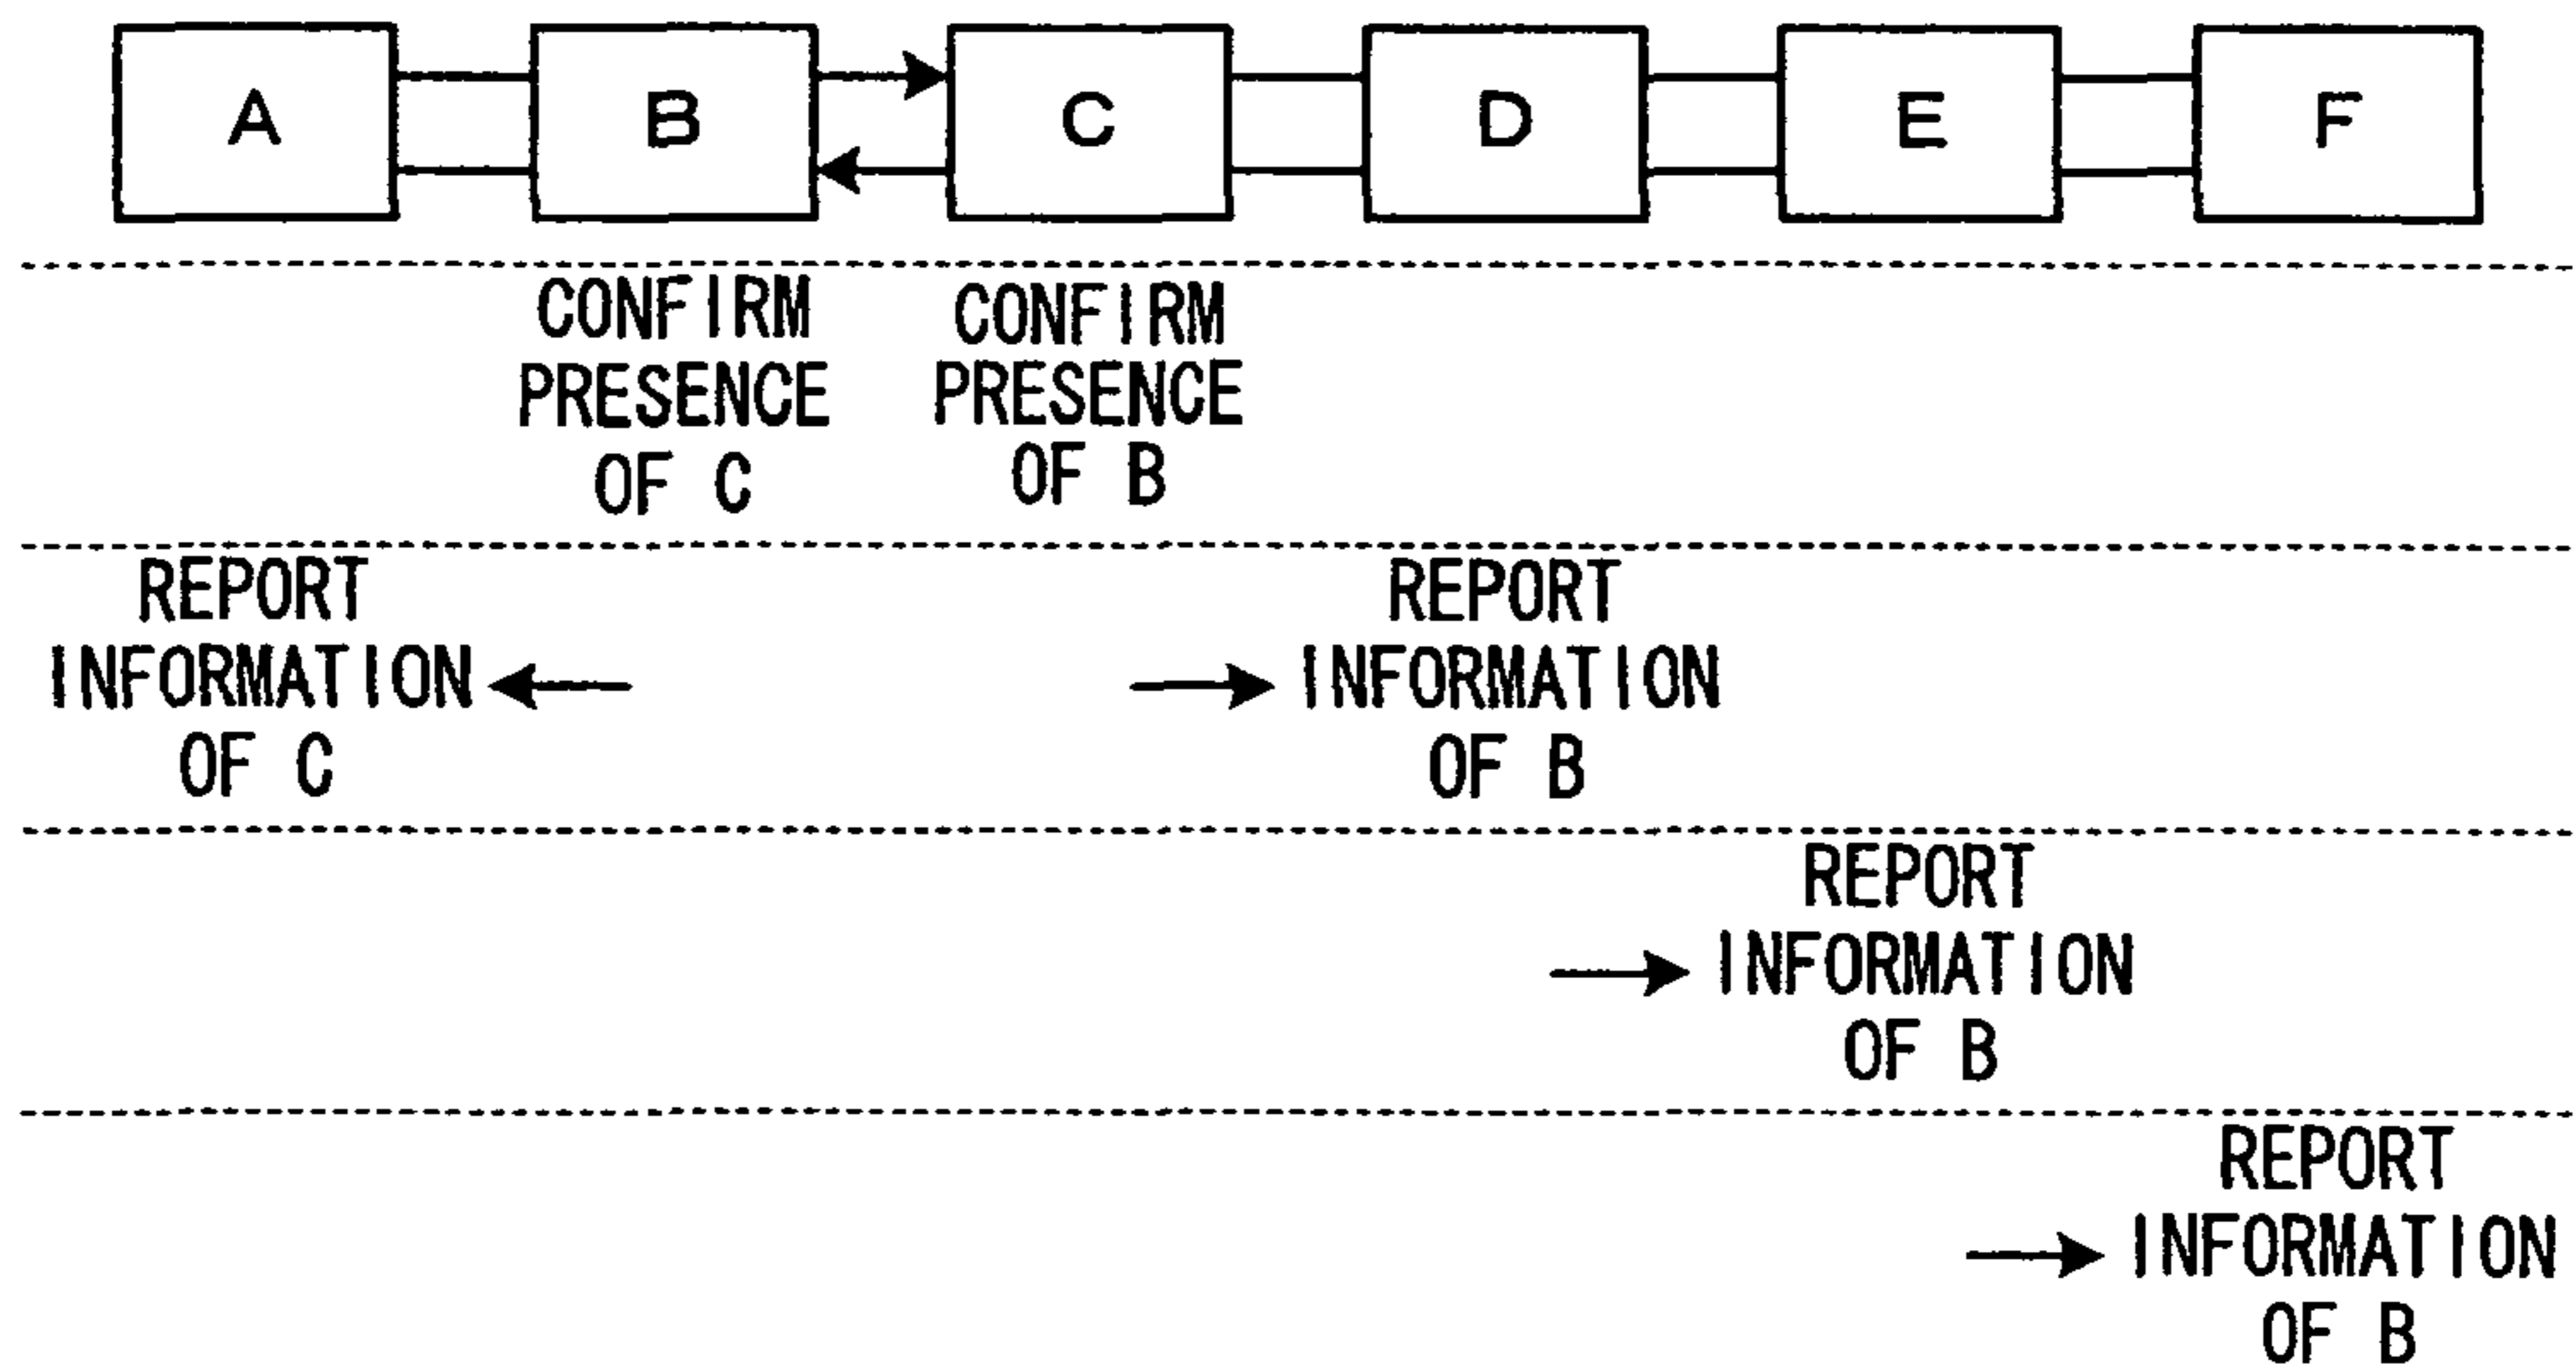 A B C D E F
CONFIRM CONFIRM
PRESENCE PRESENCE
OF C OF B
REPORT REPORT
INFORMATION INFORMATION
OF C OF B
REPORT
INFORMATION
OF B
REPORT
INFORMATION
OF B